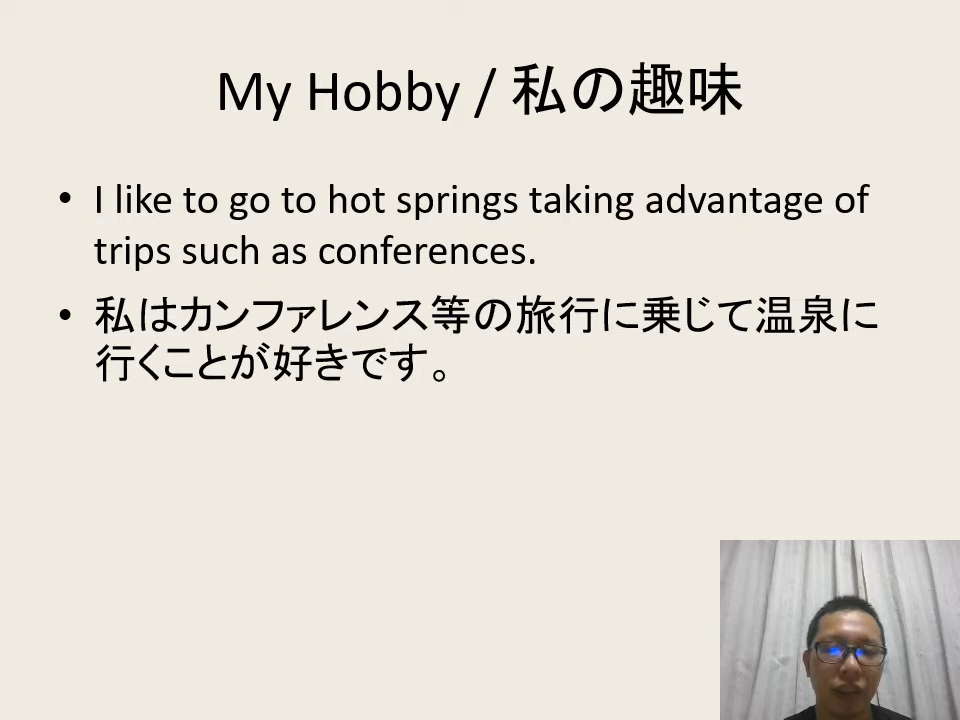 My Hobby / 私の趣味
• I like to go to hot springs taking advantage of
trips such as conferences.
• 私はカンファレンス等の旅行に乗じて温泉に
行くことが好きです。